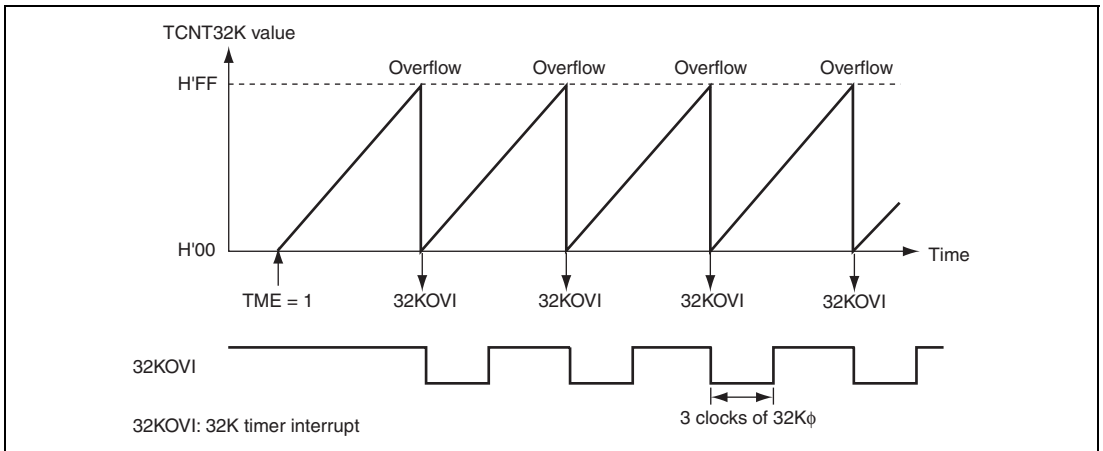 TCNT32K value
Overflow Overflow Overflow Overflow
H'FF
H'00
Time
TME = 1 32KOVI 32KOVI 32KOVI 32KOVI
32KOVI
3 clocks of 32Kϕ
32KOVI: 32K timer interrupt